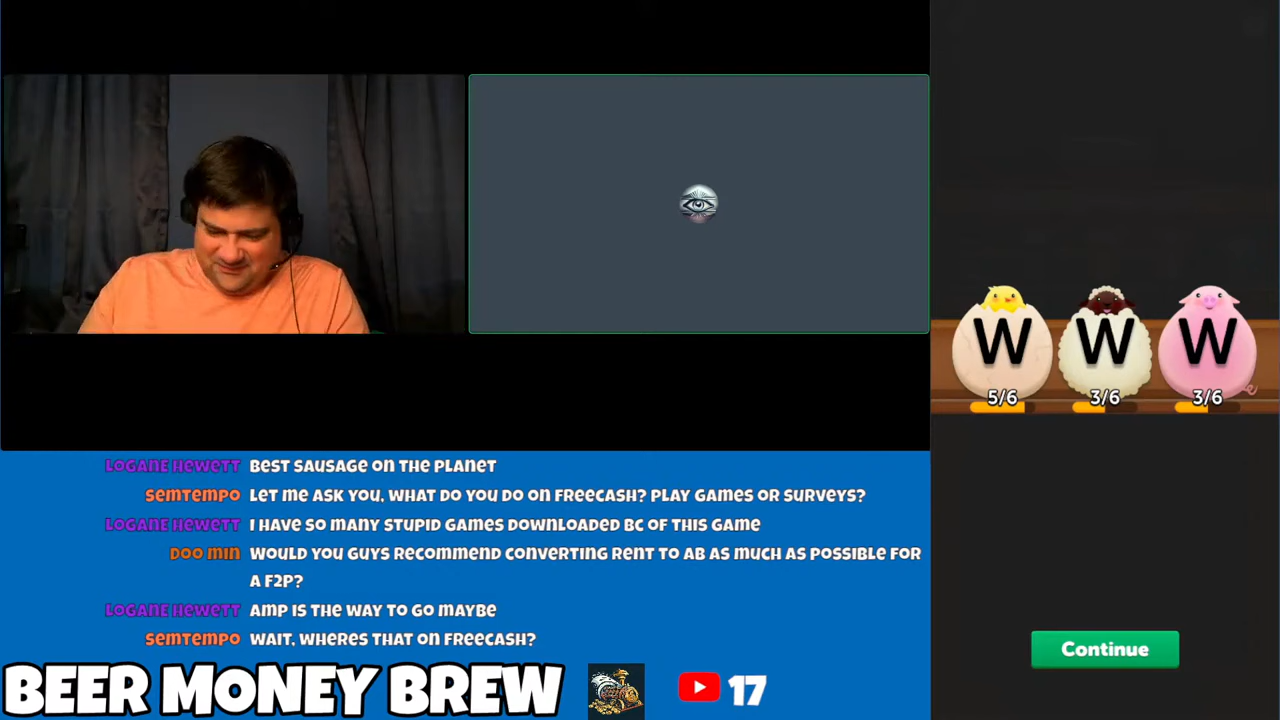 W W W
5/6 3/6 3/6
LOGANE HEWETT BEST SAUSAGE ON THE PLANET
SEMTEMPO LET ME ASK YOU, WHAT DO YOU DO ON FREECASH? PLAY GAMES OR SURVEYS?
LOGANE HEWETT I HAVE SO MANY STUPID GAMES DOWNLOADED BC OF THIS GAME
DOO MIN WOULD YOU GUYS RECOMMEND CONVERTING RENT TO AB AS MUCH AS POSSIBLE FOR
A F2P?
LOGANE HEWETT AMP IS THE WAY TO GO MAYBE
SEMTEMPO WAIT, WHERES THAT ON FREECASH?
Continue
BEER MONEY BREW 17